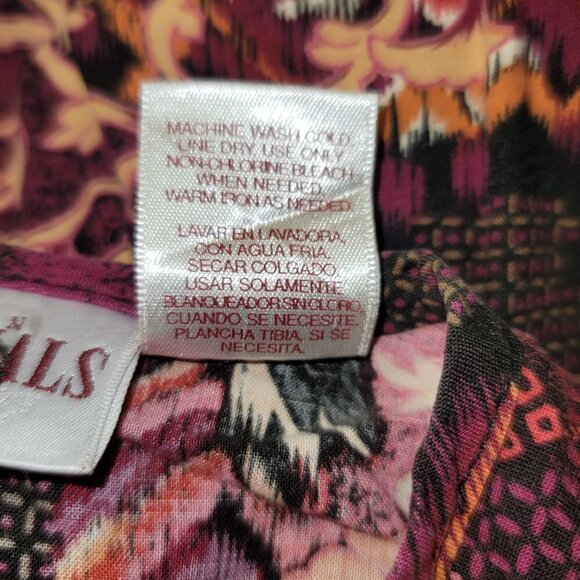 MACHINE WASH COLD.
LINE DRY. USE ONLY
NON-CHLORINE BLEACH
WHEN NEEDED.
WARM IRON AS NEEDED.
LAVAR EN LAVADORA,
CON AGUA FRIA.
SECAR COLGADO.
USAR SOLAMENTE
BLANQUEADOR SIN CLORO,
CUANDO SE NECESITE.
PLANCHA TIBIA, SI SE
NECESITA.
N
ALS